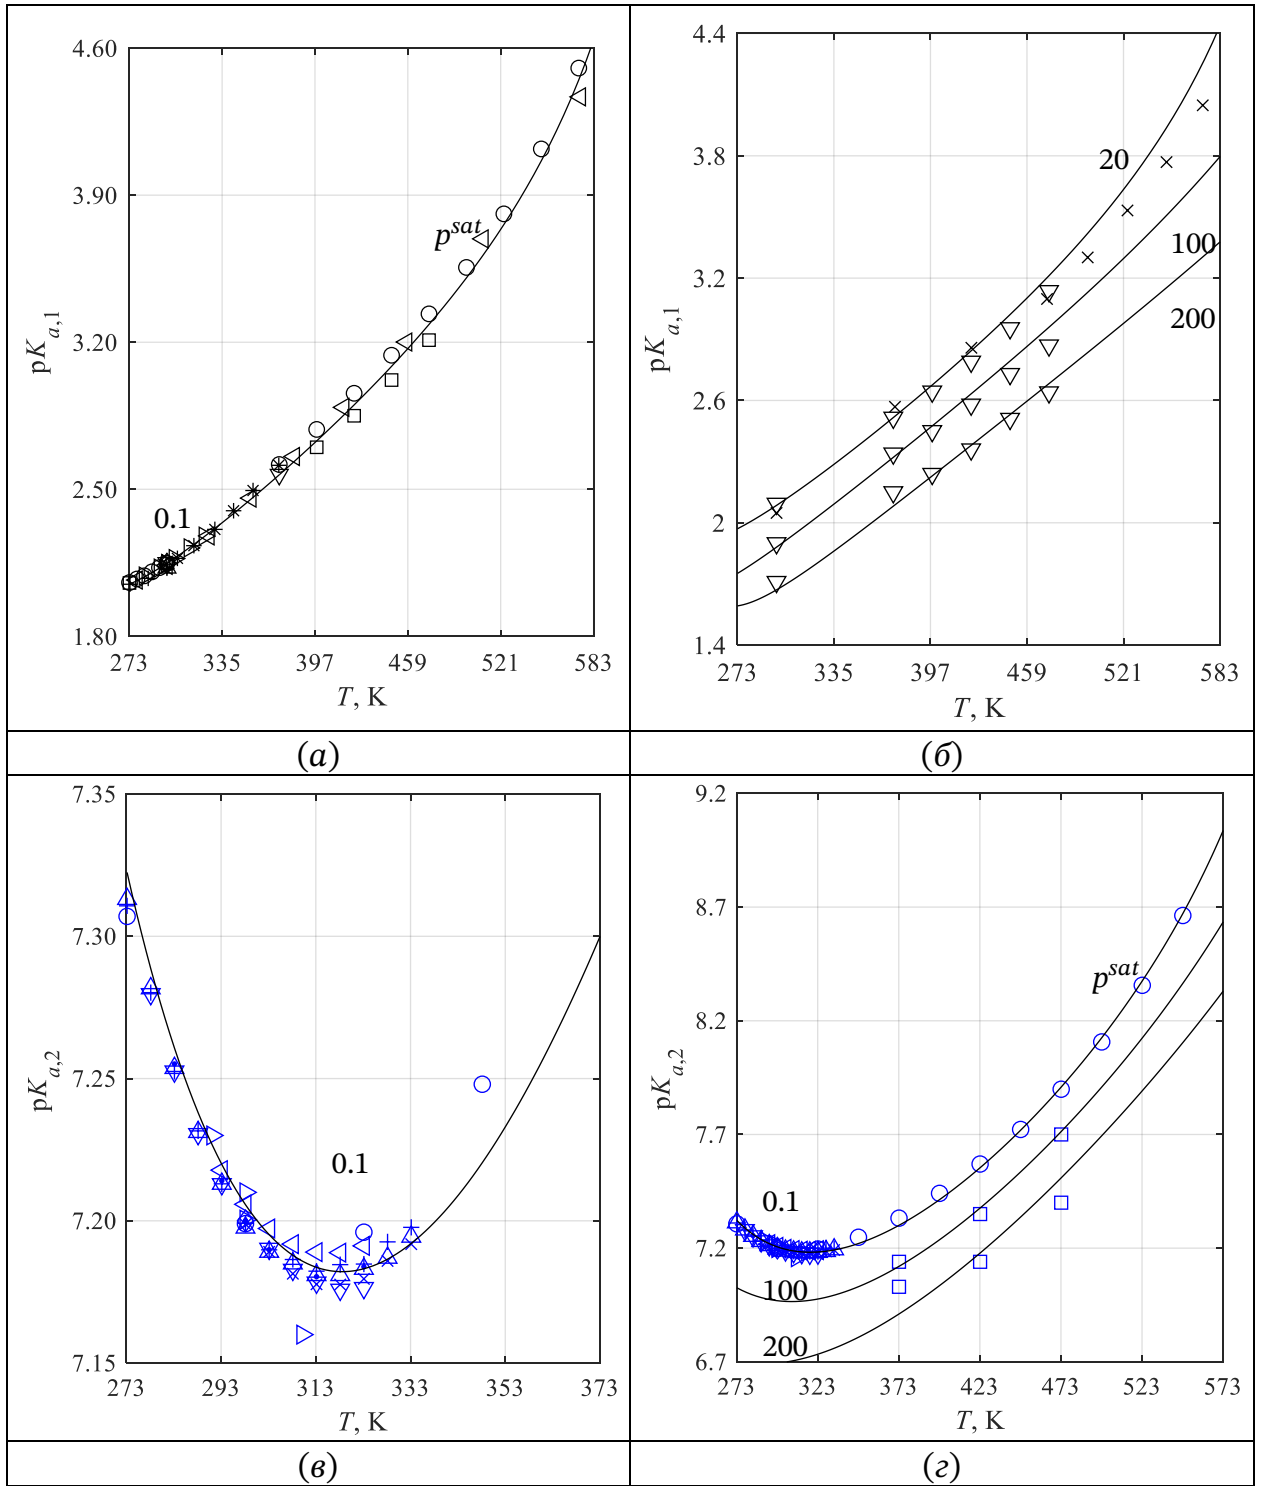 4.60
3.90
3.20
2.50
1.80
pK a,1
p^sat
0.1
273 335 397 459 521 583
T, K
(а)
4.4
3.8
3.2
2.6
2
1.4
pK a,1
20
100
200
273 335 397 459 521 583
T, K
(б)
7.35
7.30
7.25
7.20
7.15
pK a,2
0.1
273 293 313 333 353 373
T, K
(в)
9.2
8.7
8.2
7.7
7.2
6.7
pK a,2
p^sat
0.1
100
200
273 323 373 423 473 523 573
T, K
(г)